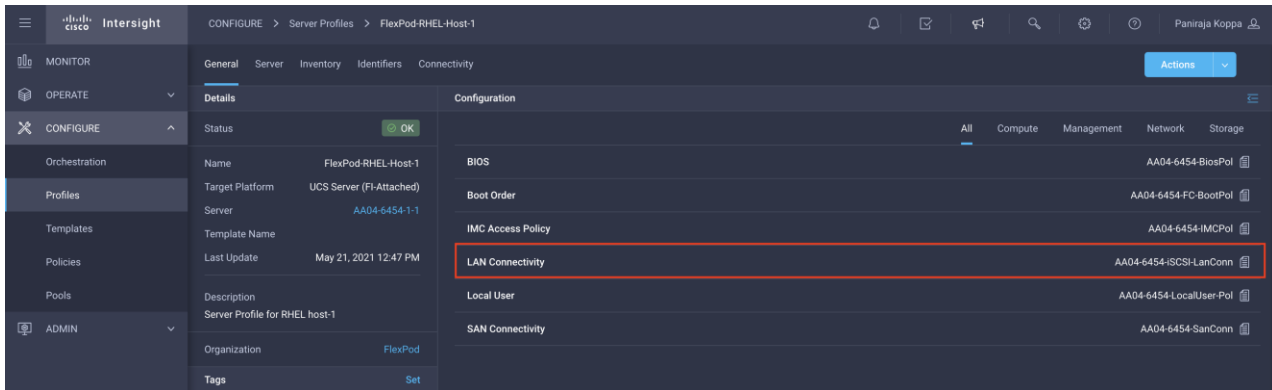 cisco Intersight
CONFIGURE > Server Profiles > FlexPod-RHEL-Host-1
Paniraja Koppa
MONITOR
OPERATE
CONFIGURE
Orchestration
Profiles
Templates
Policies
Pools
ADMIN
General Server Inventory Identifiers Connectivity
Actions
Details
Status OK
Name FlexPod-RHEL-Host-1
Target Platform UCS Server (FI-Attached)
Server AA04-6454-1-1
Template Name
Last Update May 21, 2021 12:47 PM
Description
Server Profile for RHEL host-1
Organization FlexPod
Tags Set
Configuration
All Compute Management Network Storage
BIOS AA04-6454-BiosPol
Boot Order AA04-6454-FC-BootPol
IMC Access Policy AA04-6454-IMCPol
LAN Connectivity AA04-6454-iSCSI-LanConn
Local User AA04-6454-LocalUser-Pol
SAN Connectivity AA04-6454-SanConn